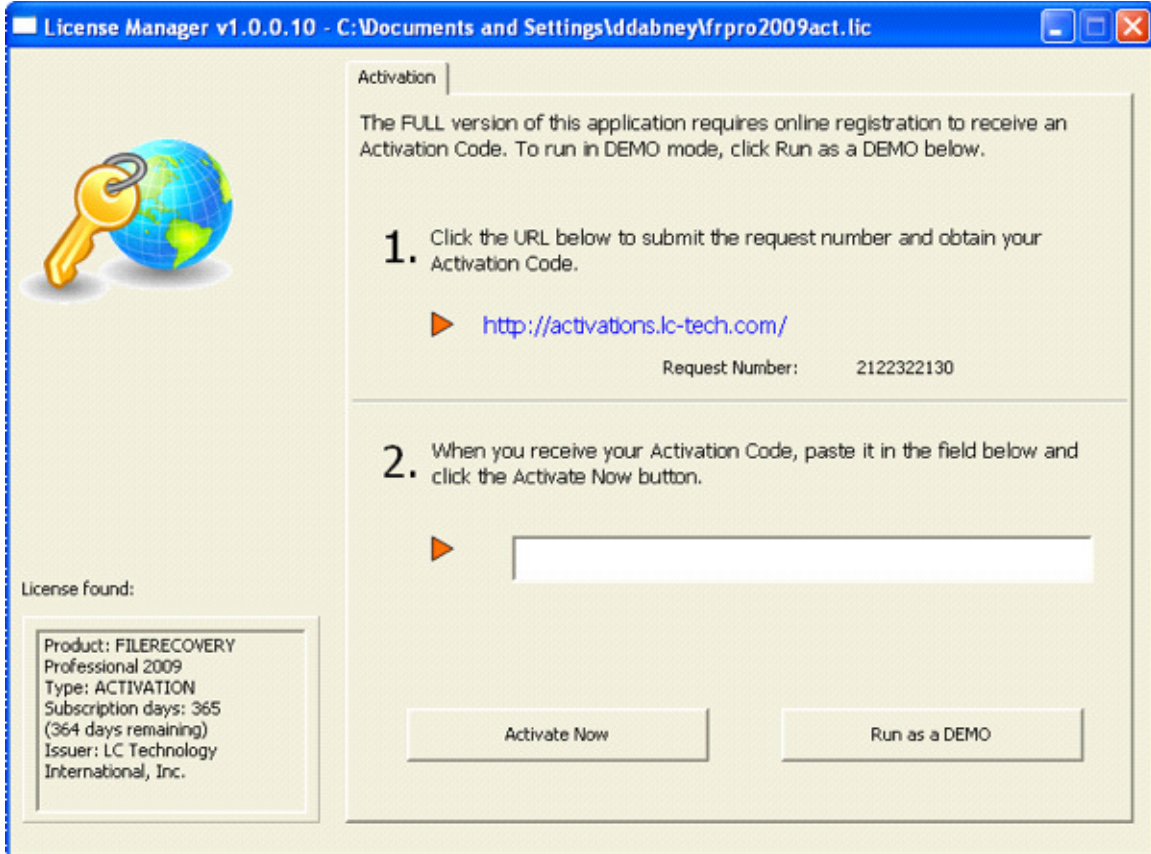 License Manager v1.0.0.10 - C:\Documents and Settings\ddabney\frpro2009act.lic
Activation
The FULL version of this application requires online registration to receive an
Activation Code. To run in DEMO mode, click Run as a DEMO below.
1. Click the URL below to submit the request number and obtain your
Activation Code.
http://activations.lc-tech.com/
Request Number: 2122322130
2. When you receive your Activation Code, paste it in the field below and
click the Activate Now button.
License found:
Product: FILERECOVERY
Professional 2009
Type: ACTIVATION
Subscription days: 365
(364 days remaining)
Issuer: LC Technology
International, Inc.
Activate Now
Run as a DEMO